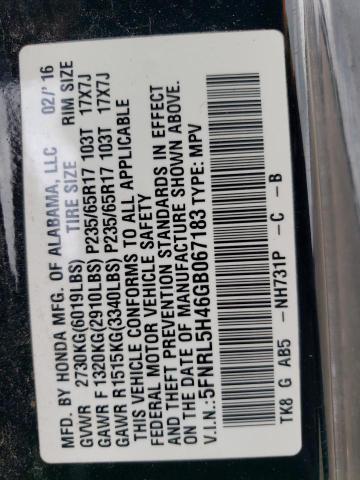 MFD. BY HONDA MFG. OF ALABAMA, LLC 02/' 16
TIRE SIZE RIM SIZE
GVWR 2730KG(6019LBS)
GAWR F 1320KG(2910LBS) P235/65R17 103T 17X7J
GAWR R1515KG(3340LBS) P235/65R17 103T 17X7J
THIS VEHICLE CONFORMS TO ALL APPLICABLE
FEDERAL MOTOR VEHICLE SAFETY
AND THEFT PREVENTION STANDARDS IN EFFECT
ON THE DATE OF MANUFACTURE SHOWN ABOVE.
V.I.N.:5FNRL5H46GB067183 TYPE: MPV
TK8 G AB5 -NH731P -C -B